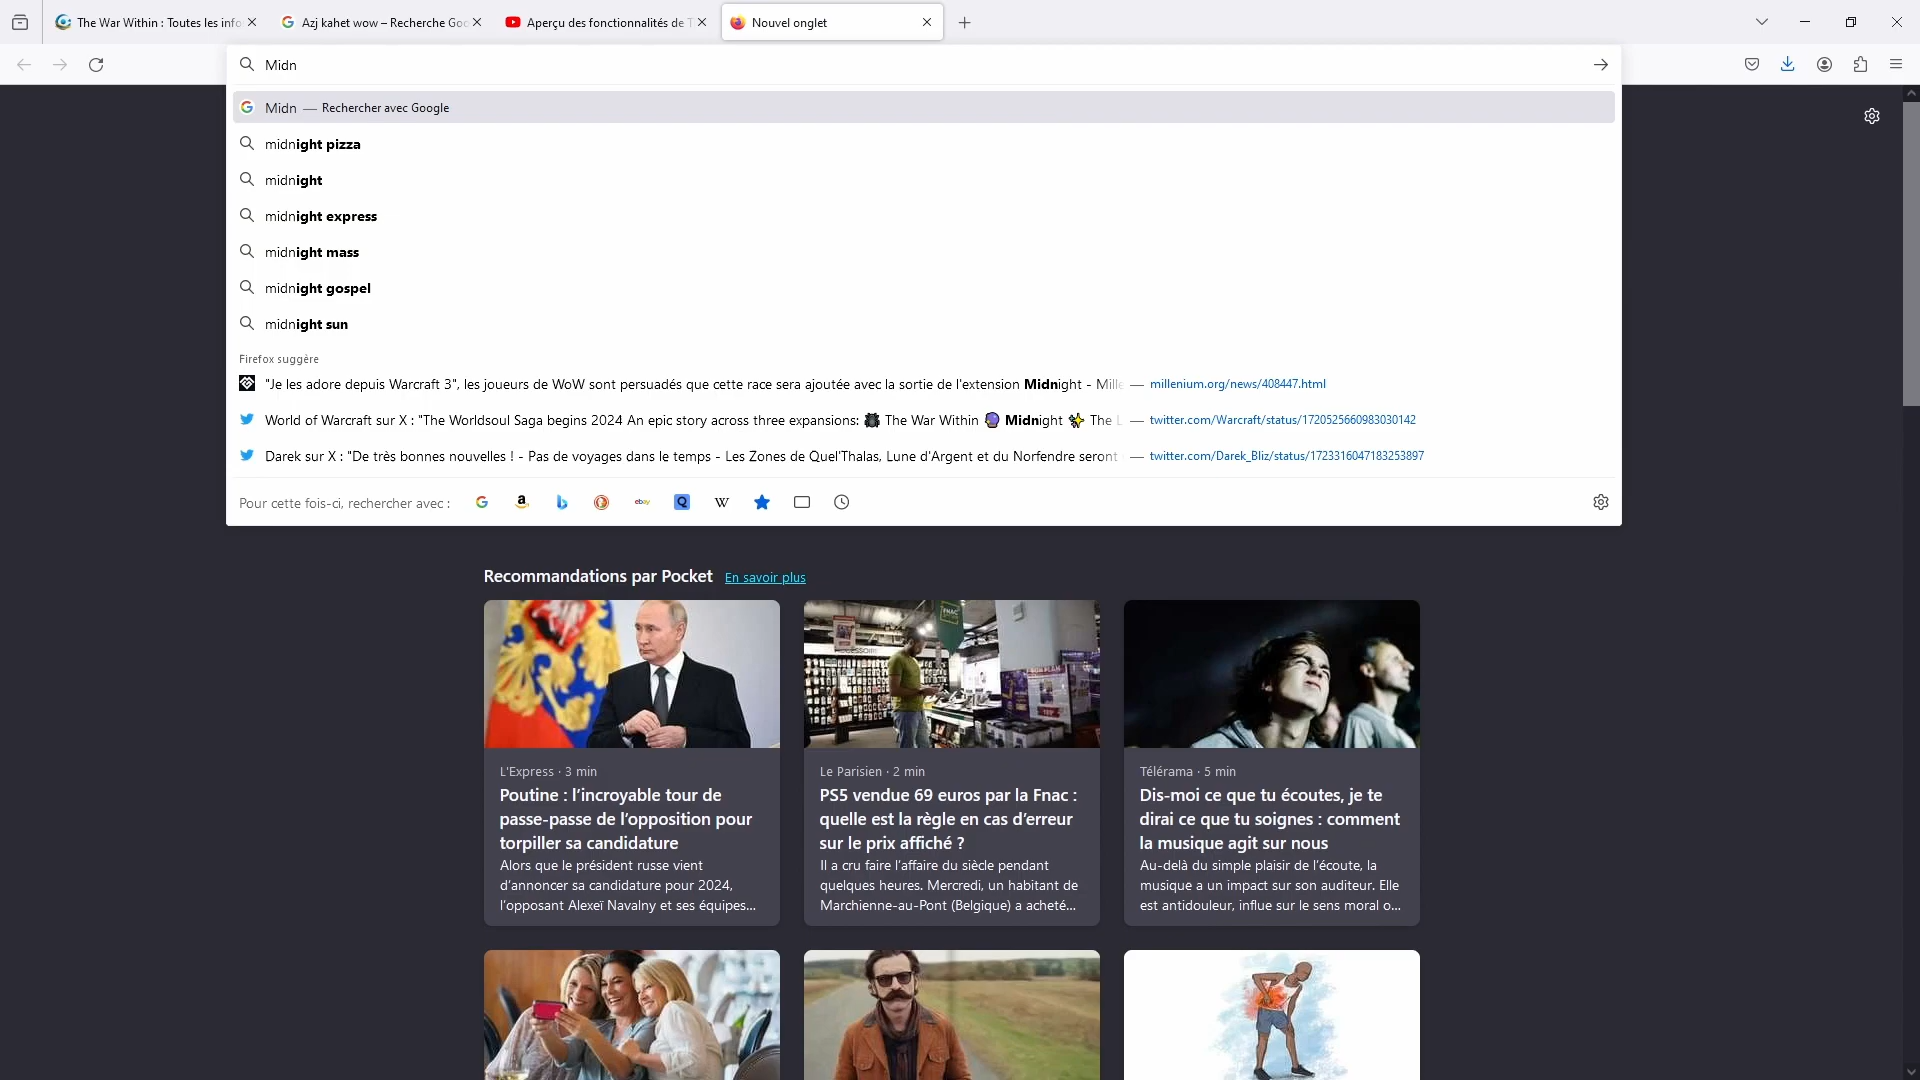 The War Within : Toutes les info
Azj kahet wow – Recherche Goo
Aperçu des fonctionnalités de T
Nouvel onglet
Midn
Midn — Rechercher avec Google
midnight pizza
midnight
midnight express
midnight mass
midnight gospel
midnight sun
Firefox suggère
"Je les adore depuis Warcraft 3", les joueurs de WoW sont persuadés que cette race sera ajoutée avec la sortie de l'extension Midnight - Mille — millenium.org/news/408447.html
World of Warcraft sur X : "The Worldsoul Saga begins 2024 An epic story across three expansions: 🕷 The War Within 🔮 Midnight ✨ The L — twitter.com/Warcraft/status/1720525660983030142
Darek sur X : "De très bonnes nouvelles ! - Pas de voyages dans le temps - Les Zones de Quel'Thalas, Lune d'Argent et du Norfendre seront — twitter.com/Darek_Bliz/status/1723316047183253897
Pour cette fois-ci, rechercher avec :
Recommandations par Pocket En savoir plus
L'Express · 3 min
Poutine : l'incroyable tour de
passe-passe de l'opposition pour
torpiller sa candidature
Alors que le président russe vient
d'annoncer sa candidature pour 2024,
l'opposant Alexeï Navalny et ses équipes...
Le Parisien · 2 min
PS5 vendue 69 euros par la Fnac :
quelle est la règle en cas d'erreur
sur le prix affiché ?
Il a cru faire l'affaire du siècle pendant
quelques heures. Mercredi, un habitant de
Marchienne-au-Pont (Belgique) a acheté...
Télérama · 5 min
Dis-moi ce que tu écoutes, je te
dirai ce que tu soignes : comment
la musique agit sur nous
Au-delà du simple plaisir de l'écoute, la
musique a un impact sur son auditeur. Elle
est antidouleur, influe sur le sens moral o...